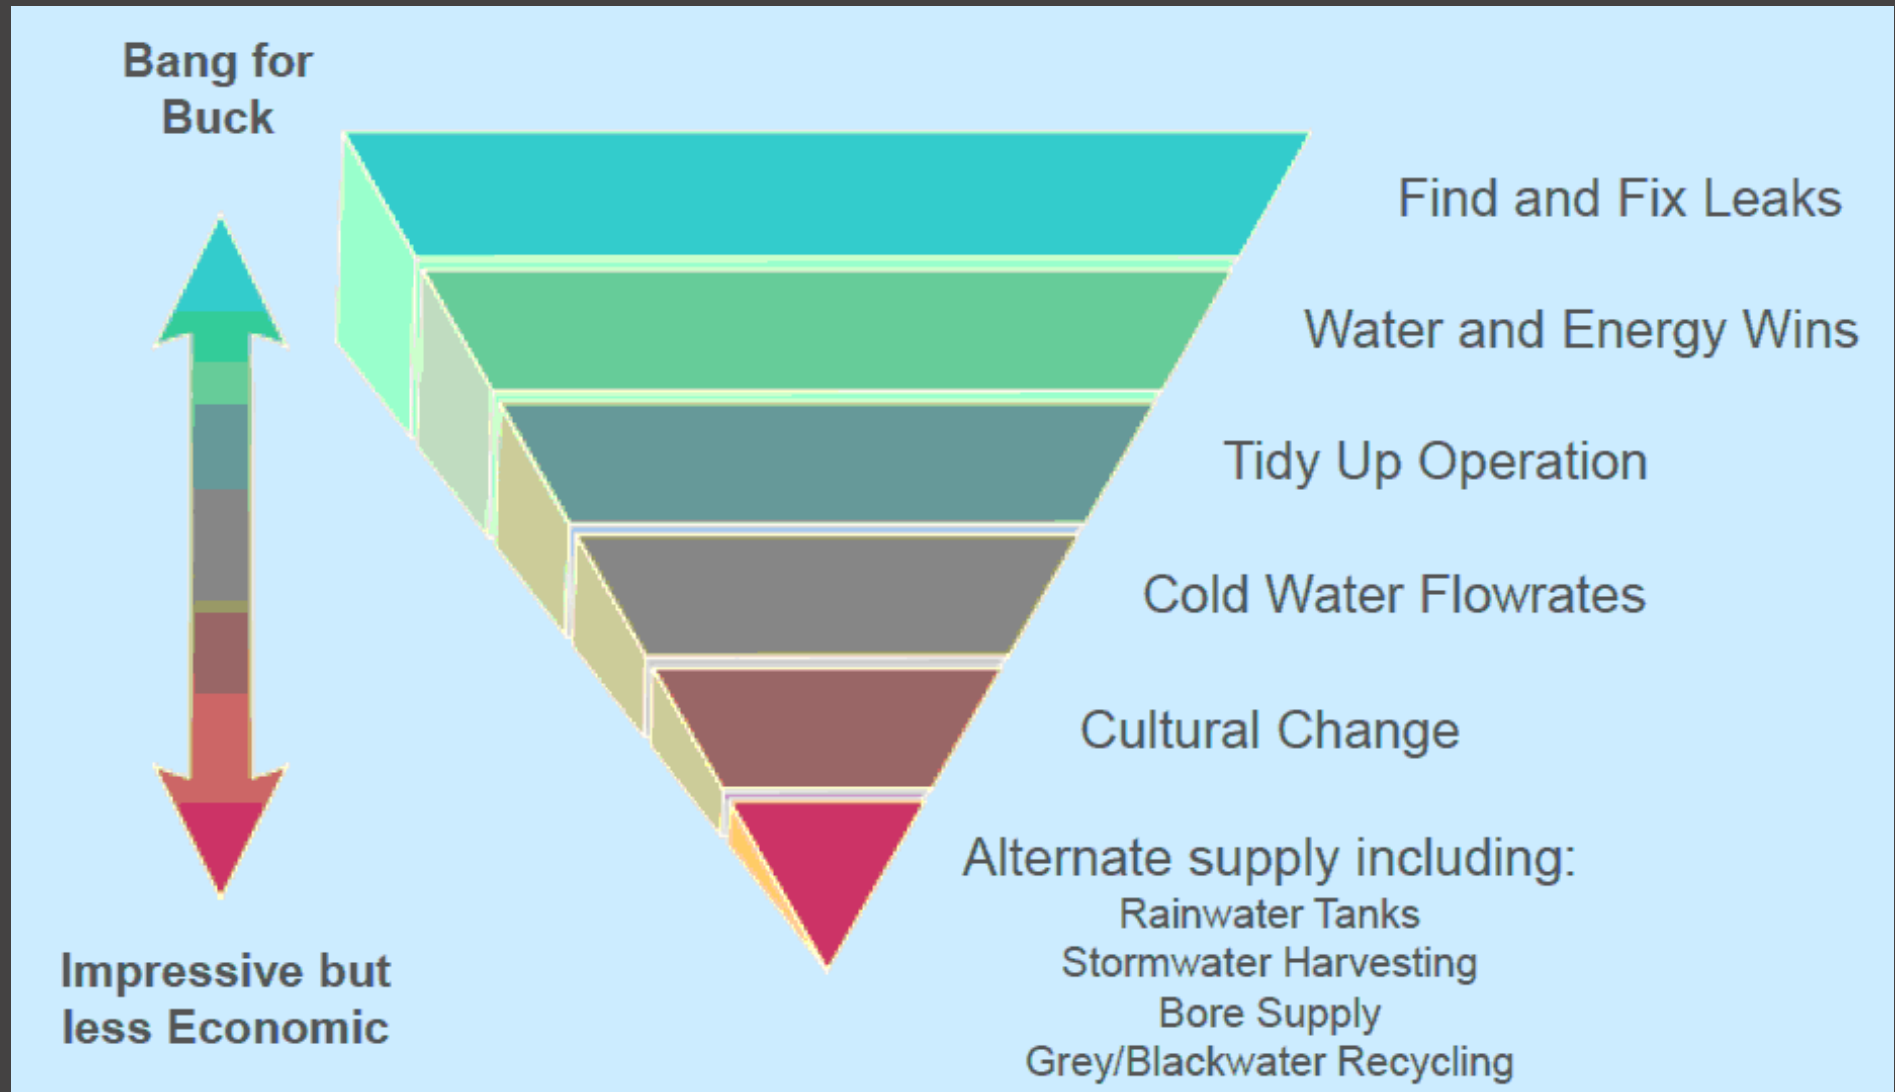 Bang for
Buck
Find and Fix Leaks
Water and Energy Wins
Tidy Up Operation
Cold Water Flowrates
Cultural Change
Alternate supply including:
Rainwater Tanks
Stormwater Harvesting
Bore Supply
Grey/Blackwater Recycling
Impressive but
less Economic